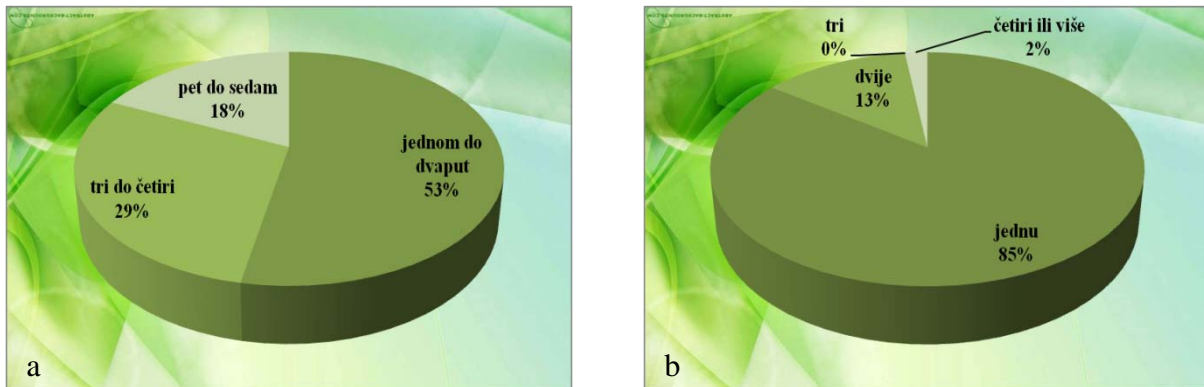 pet do sedam
18%
jednom do
dvaput
53%
tri do četiri
29%
a
tri
0%
četiri ili više
2%
dvije
13%
jednu
85%
b